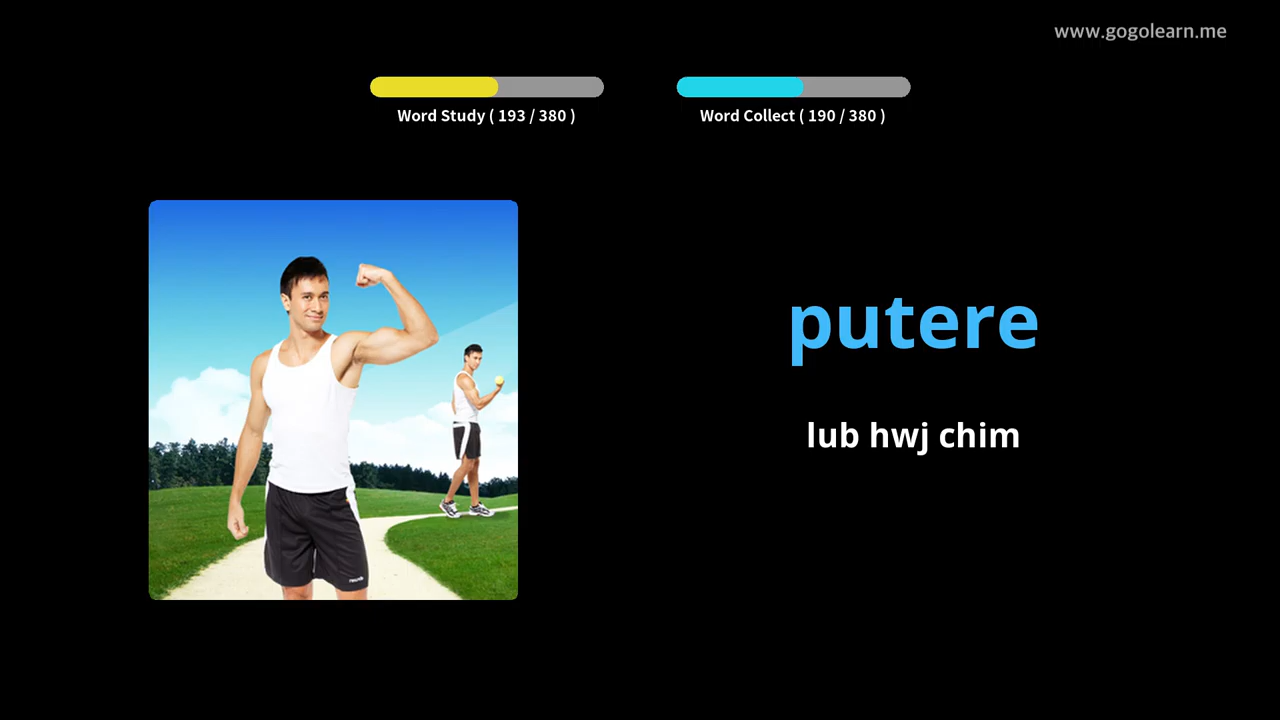 www.gogolearn.me
Word Study ( 193 / 380 )
Word Collect ( 190 / 380 )
putere
lub hwj chim